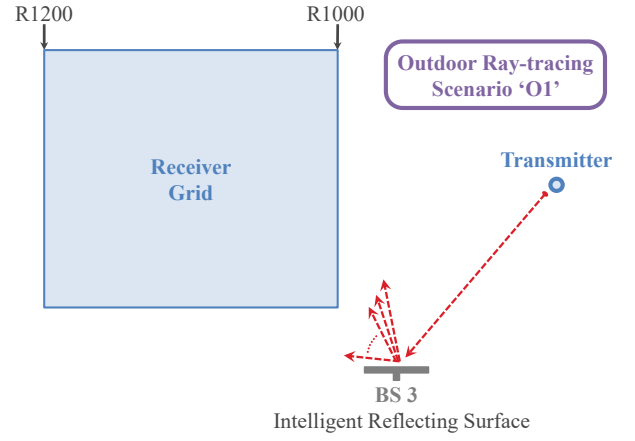 R1200
R1000
Outdoor Ray-tracing
Scenario ‘O1’
Transmitter
Receiver
Grid
BS 3
Intelligent Reflecting Surface